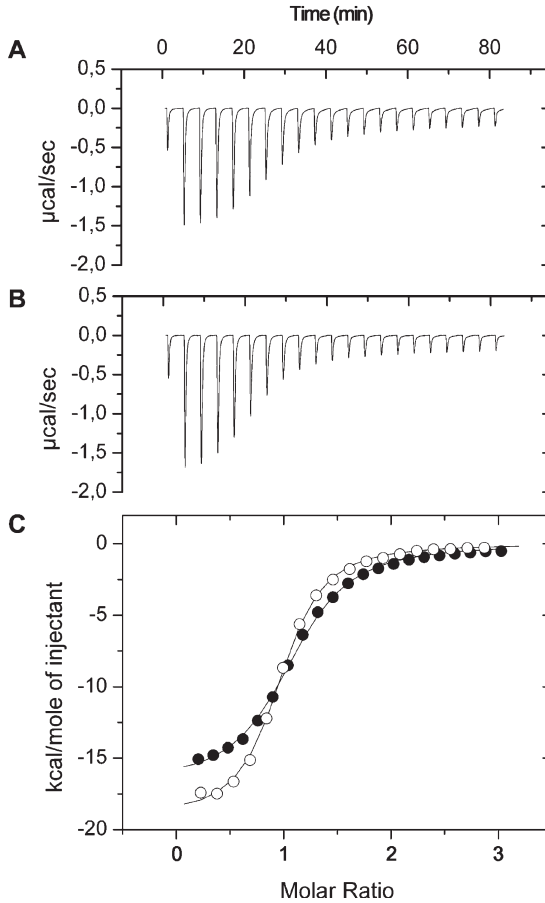 Time (min)
0 20 40 60 80
A
0,5
0,0
-0,5
-1,0
-1,5
-2,0
µcal/sec
B
0,5
0,0
-0,5
-1,0
-1,5
-2,0
µcal/sec
C
0
-5
-10
-15
-20
kcal/mole of injectant
0 1 2 3
Molar Ratio